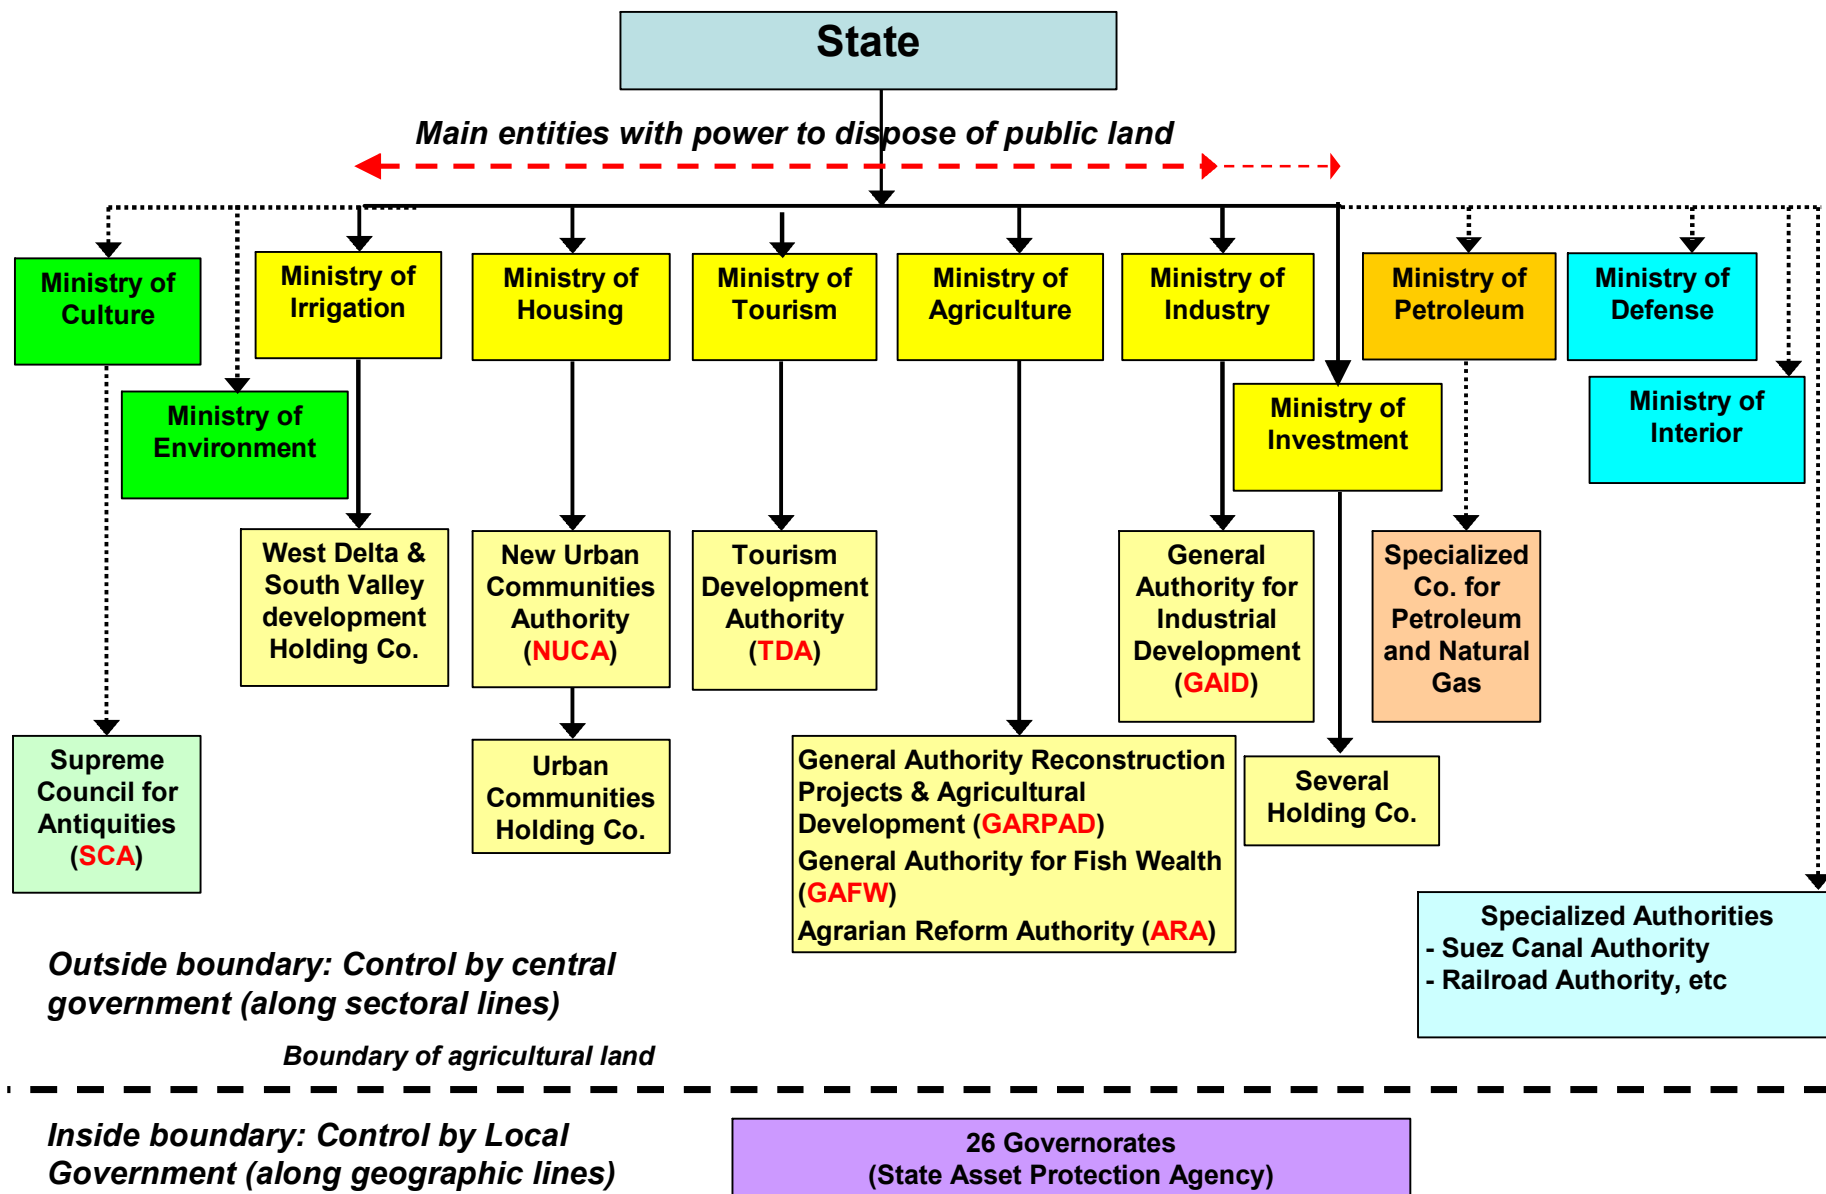 State
Main entities with power to dispose of public land
Ministry of
Culture
Ministry of
Environment
Ministry of
Irrigation
Ministry of
Housing
Ministry of
Tourism
Ministry of
Agriculture
Ministry of
Industry
Ministry of
Investment
Ministry of
Petroleum
Ministry of
Defense
Ministry of
Interior
West Delta &
South Valley
development
Holding Co.
New Urban
Communities
Authority
(NUCA)
Tourism
Development
Authority
(TDA)
General
Authority for
Industrial
Development
(GAID)
Specialized
Co. for
Petroleum
and Natural
Gas
Supreme
Council for
Antiquities
(SCA)
Urban
Communities
Holding Co.
General Authority Reconstruction
Projects & Agricultural
Development (GARPAD)
General Authority for Fish Wealth
(GAFW)
Agrarian Reform Authority (ARA)
Several
Holding Co.
Specialized Authorities
- Suez Canal Authority
- Railroad Authority, etc
Outside boundary: Control by central
government (along sectoral lines)
Boundary of agricultural land
Inside boundary: Control by Local
Government (along geographic lines)
26 Governorates
(State Asset Protection Agency)